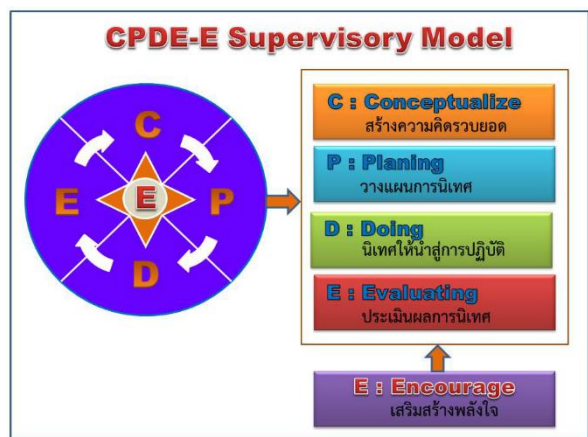 CPDE-E Supervisory Model
C
E
E
P
D
C : Conceptualize
สร้างความคิดรวบยอด
P : Planing
วางแผนการนิเทศ
D : Doing
นิเทศให้นำสู่การปฏิบัติ
E : Evaluating
ประเมินผลการนิเทศ
E : Encourage
เสริมสร้างพลังใจ